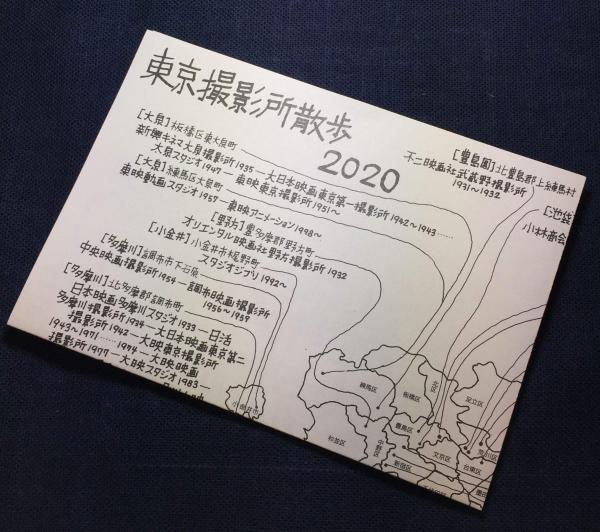 東京撮影所散歩
2020
[大泉]板橋区東大泉町
新興キネマ大泉撮影所1935―大日本映画東京第一撮影所1942~1943……
大泉スタジオ1947―東映東京撮影所1951~
[大泉]練馬区大泉町
東映動画スタジオ1957―東映アニメーション1998~
[野方]豊多摩郡野方町
オリエンタル映画社野方撮影所1932
[小金井]小金井市梶野町
スタジオジブリ1992~
[多摩川]調布市下石原
中央映画撮影所1954―調布映画撮影所
1956~1959
[多摩川]北多摩郡調布町
日本映画多摩川スタジオ1933―日活
多摩川撮影所1934―大日本映画東京第二
撮影所1942―大映東京撮影所
1943~1971……1974―大映映画
撮影所1977―大映スタジオ1983―
[豊島園]北豊島郡上練馬村
不二映画社武蔵野撮影所
1931~1932
[池袋
小林商会
小金井市
練馬区
板橋区
北区
足立区
杉並区
中野区
豊島区
文京区
荒川区
新宿区
台東区
墨田